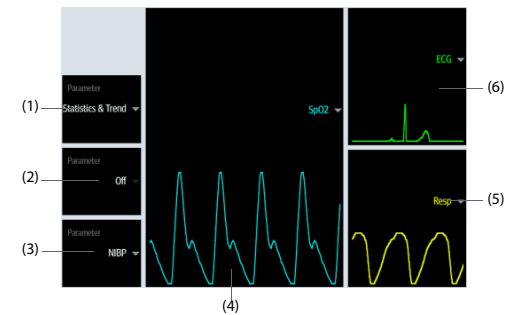 ECG
(6)
Parameter
(1)
Statistics & Trend
SpO2
Parameter
(2)
Off
Resp
(5)
Parameter
(3)
NIBP
(4)